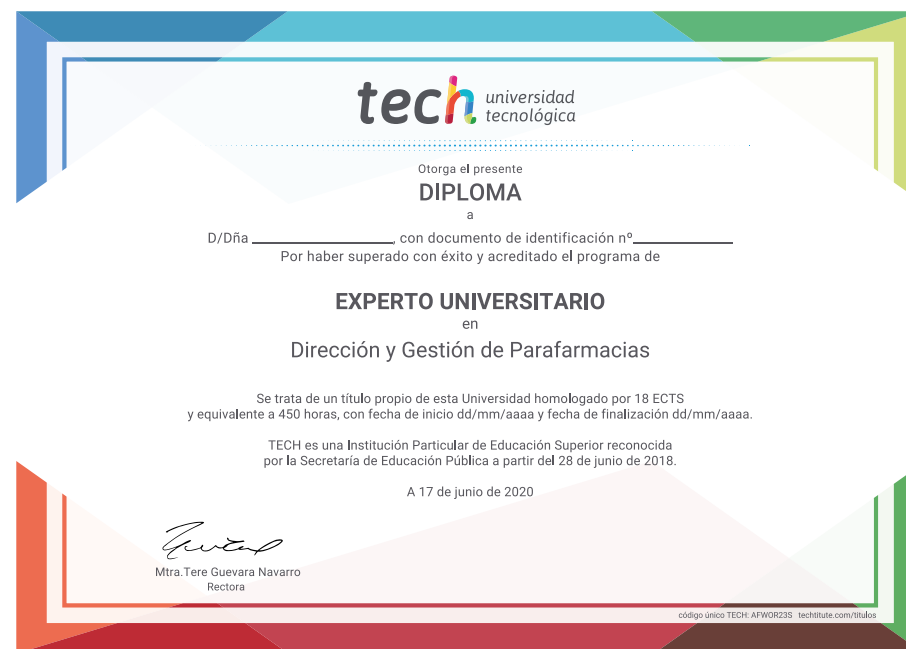 tech universidad
tecnológica
Otorga el presente
DIPLOMA
a
D/Dña ____________________, con documento de identificación nº______________
Por haber superado con éxito y acreditado el programa de
EXPERTO UNIVERSITARIO
en
Dirección y Gestión de Parafarmacias
Se trata de un título propio de esta Universidad homologado por 18 ECTS
y equivalente a 450 horas, con fecha de inicio dd/mm/aaaa y fecha de finalización dd/mm/aaaa.
TECH es una Institución Particular de Educación Superior reconocida
por la Secretaría de Educación Pública a partir del 28 de junio de 2018.
A 17 de junio de 2020
Mtra.Tere Guevara Navarro
Rectora
código único TECH: AFWOR23S techtitute.com/titulos